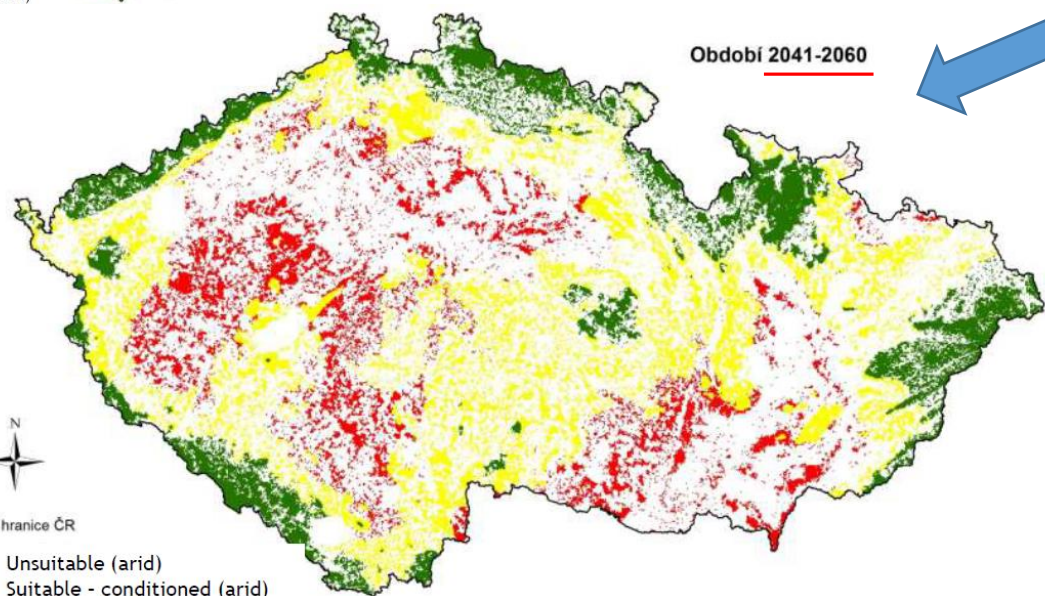 Období 2041-2060
N
hranice ČR
Unsuitable (arid)
Suitable - conditioned (arid)